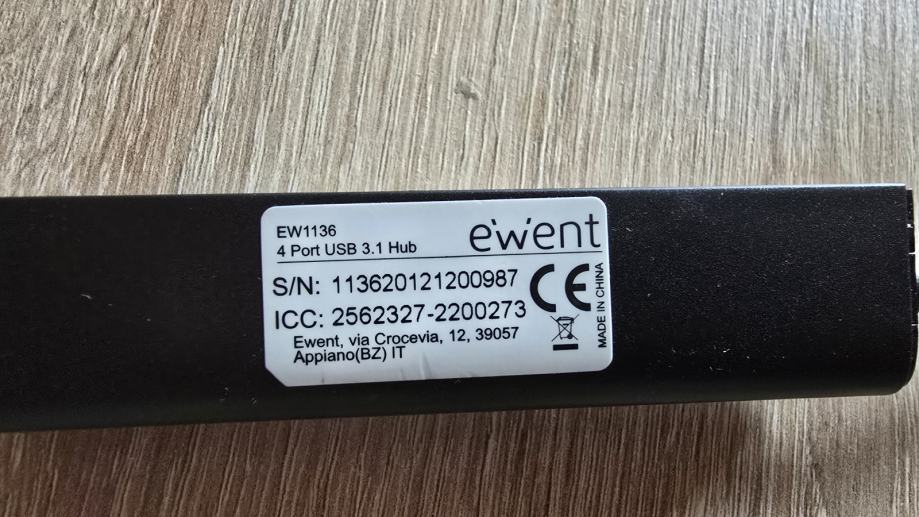 EW1136
4 Port USB 3.1 Hub
ewent
S/N: 113620121200987
ICC: 2562327-2200273
CE
MADE IN CHINA
Ewent, via Crocevia, 12, 39057
Appiano(BZ) IT